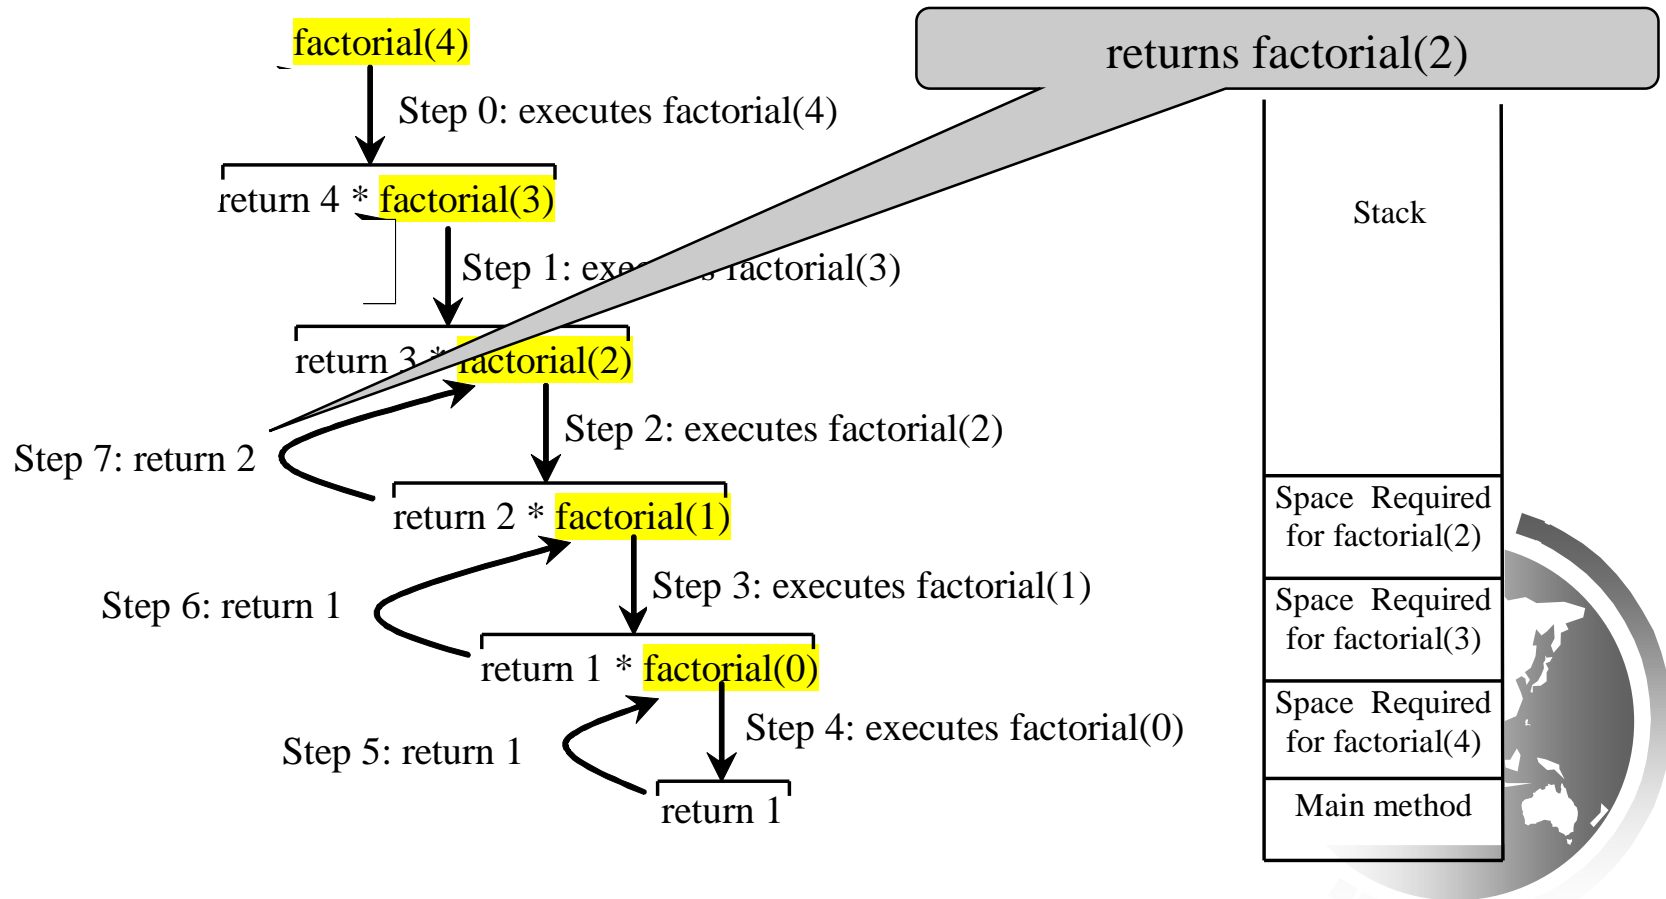 factorial(4)
returns factorial(2)
Step 0: executes factorial(4)
return 4 * factorial(3)
Step 1: executes factorial(3)
return 3 * factorial(2)
Step 7: return 2
Step 2: executes factorial(2)
return 2 * factorial(1)
Step 6: return 1
Step 3: executes factorial(1)
return 1 * factorial(0)
Step 5: return 1
Step 4: executes factorial(0)
return 1
Stack
Space Required
for factorial(2)
Space Required
for factorial(3)
Space Required
for factorial(4)
Main method